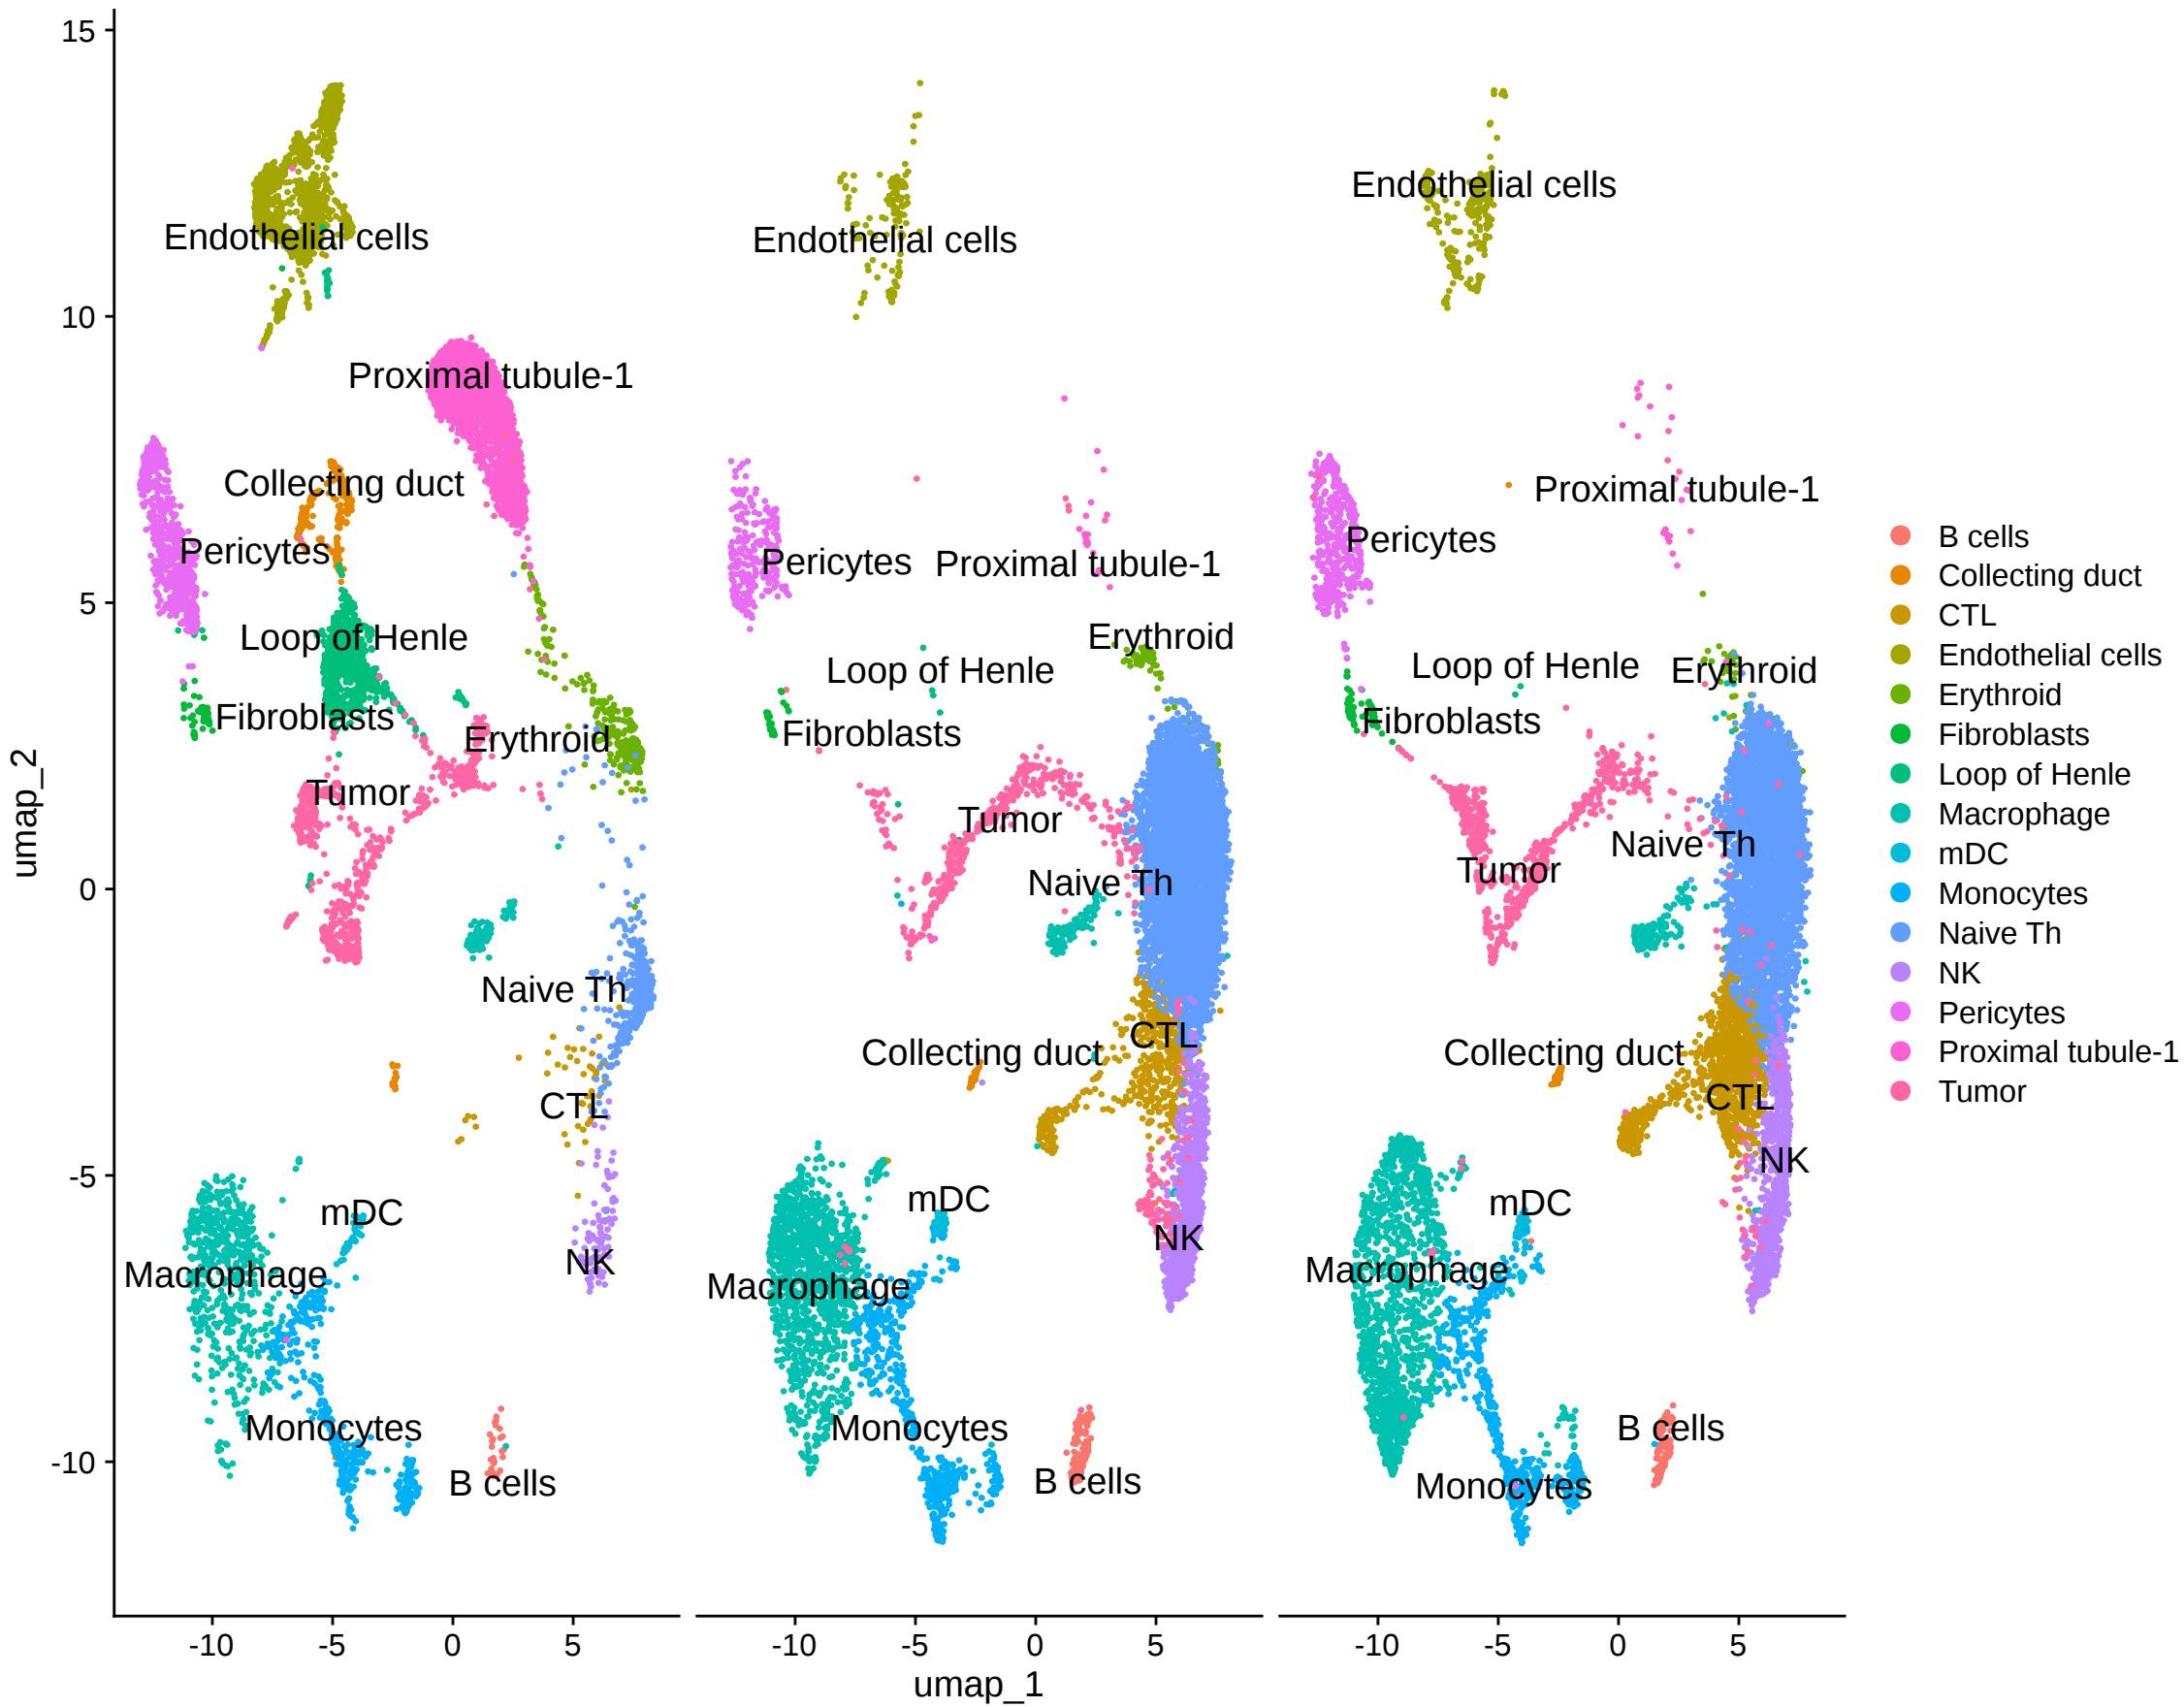 15
10
5
0
-5
-10
umap_2
Endothelial cells
Proximal tubule-1
Collecting duct
Pericytes
Loop of Henle
Fibroblasts
Erythroid
Tumor
Naive Th
CTL
mDC
NK
Macrophage
Monocytes
B cells
-10 -5 0 5
Endothelial cells
Pericytes
Proximal tubule-1
Erythroid
Loop of Henle
Fibroblasts
Tumor
Naive Th
CTL
Collecting duct
mDC
NK
Macrophage
Monocytes
B cells
-10 -5 0 5
Endothelial cells
Proximal tubule-1
Pericytes
Loop of Henle
Erythroid
Fibroblasts
Naive Th
Tumor
Collecting duct
CTL
NK
mDC
Macrophage
B cells
Monocytes
-10 -5 0 5
umap_1
B cells
Collecting duct
CTL
Endothelial cells
Erythroid
Fibroblasts
Loop of Henle
Macrophage
mDC
Monocytes
Naive Th
NK
Pericytes
Proximal tubule-1
Tumor